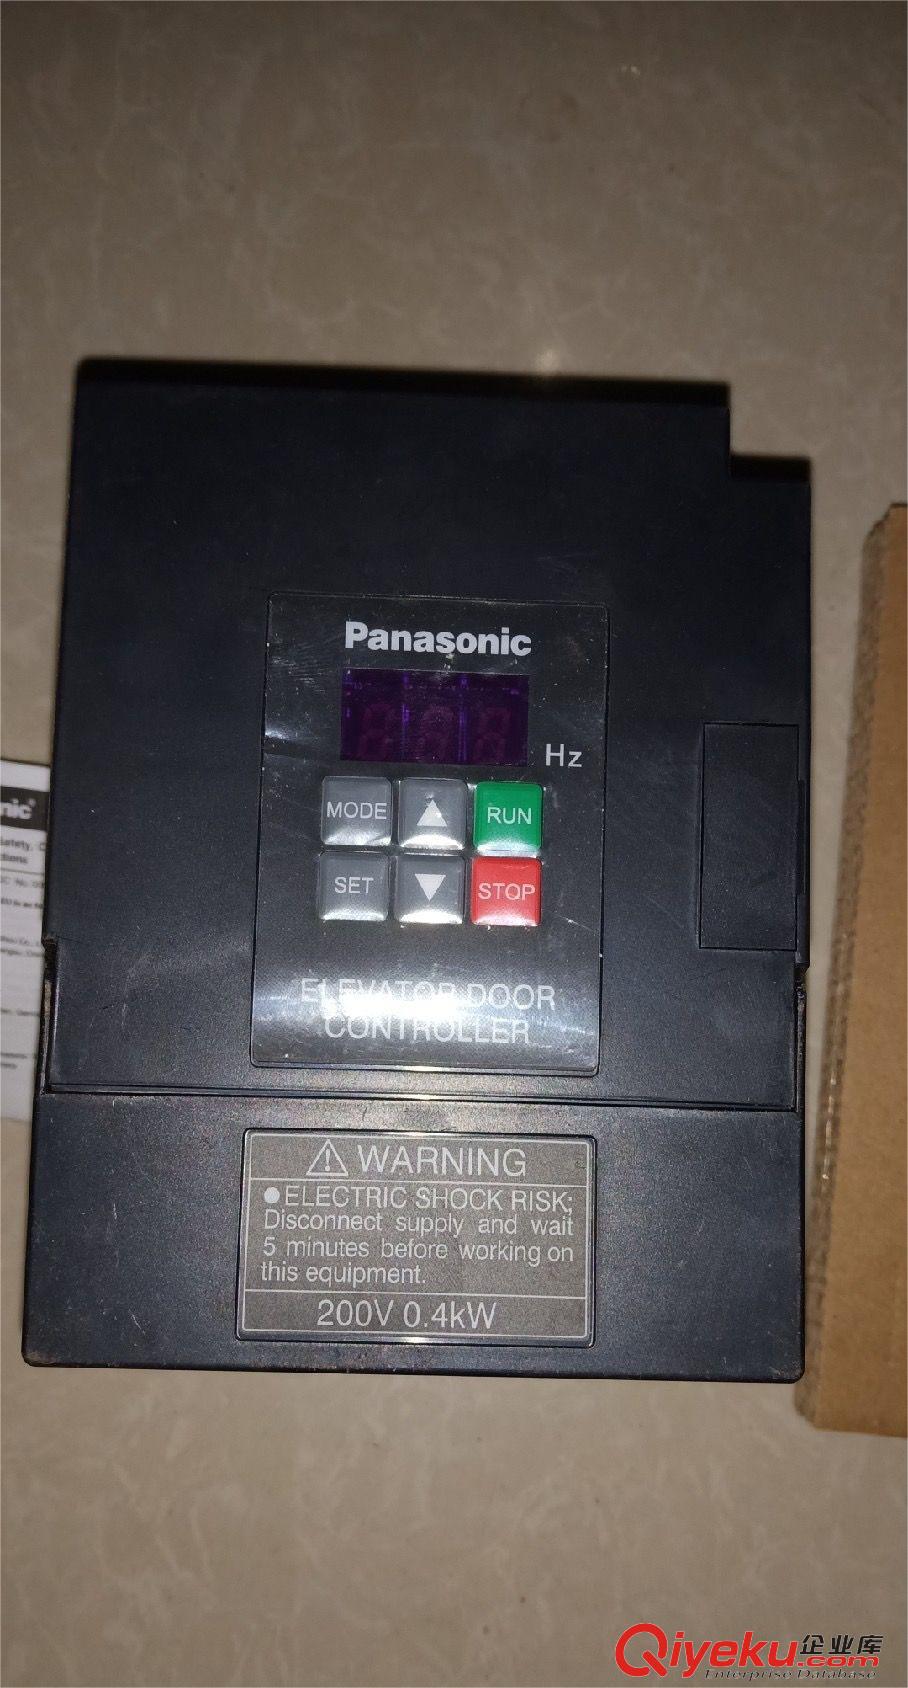 Panasonic
Hz
MODE ▲ RUN
SET ▼ STOP
ELEVATOR DOOR
CONTROLLER
⚠ WARNING
●ELECTRIC SHOCK RISK;
Disconnect supply and wait
5 minutes before working on
this equipment.
200V 0.4kW
nic
Qiyeku企业库
.com
Enterprise Database